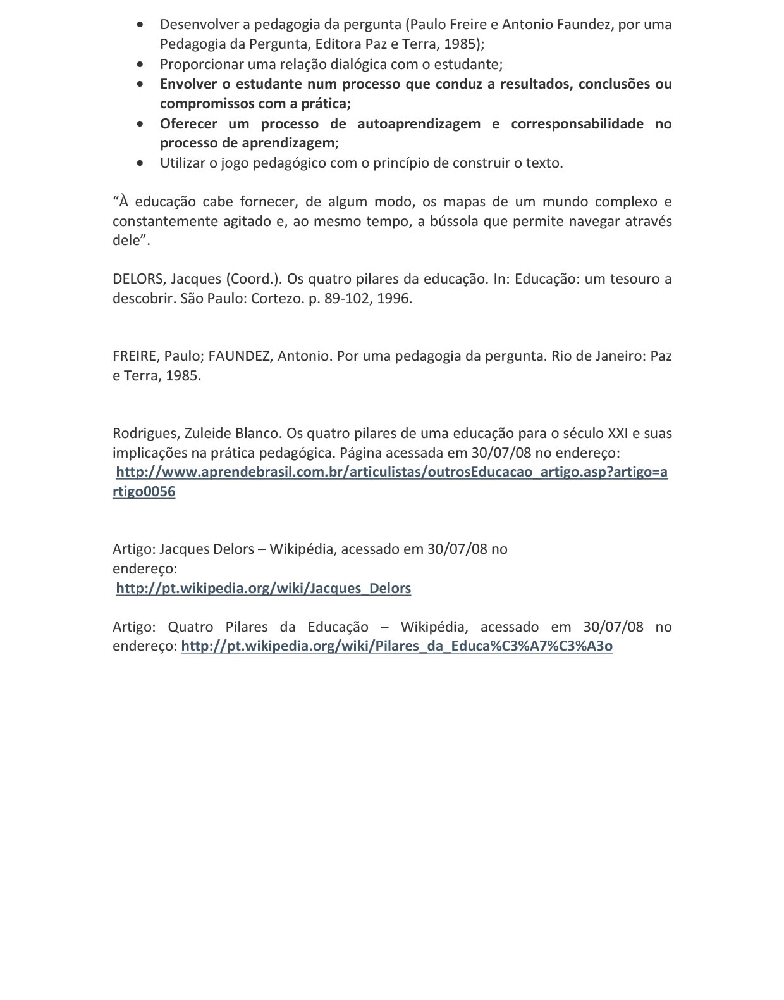 • Desenvolver a pedagogia da pergunta (Paulo Freire e Antonio Faundez, por uma
Pedagogia da Pergunta, Editora Paz e Terra, 1985);
• Proporcionar uma relação dialógica com o estudante;
• Envolver o estudante num processo que conduz a resultados, conclusões ou
compromissos com a prática;
• Oferecer um processo de autoaprendizagem e corresponsabilidade no
processo de aprendizagem;
• Utilizar o jogo pedagógico com o princípio de construir o texto.
“À educação cabe fornecer, de algum modo, os mapas de um mundo complexo e
constantemente agitado e, ao mesmo tempo, a bússola que permite navegar através
dele”.
DELORS, Jacques (Coord.). Os quatro pilares da educação. In: Educação: um tesouro a
descobrir. São Paulo: Cortezo. p. 89-102, 1996.
FREIRE, Paulo; FAUNDEZ, Antonio. Por uma pedagogia da pergunta. Rio de Janeiro: Paz
e Terra, 1985.
Rodrigues, Zuleide Blanco. Os quatro pilares de uma educação para o século XXI e suas
implicações na prática pedagógica. Página acessada em 30/07/08 no endereço:
http://www.aprendebrasil.com.br/articulistas/outrosEducacao_artigo.asp?artigo=a
rtigo0056
Artigo: Jacques Delors – Wikipédia, acessado em 30/07/08 no
endereço:
http://pt.wikipedia.org/wiki/Jacques_Delors
Artigo: Quatro Pilares da Educação – Wikipédia, acessado em 30/07/08 no
endereço: http://pt.wikipedia.org/wiki/Pilares_da_Educa%C3%A7%C3%A3o